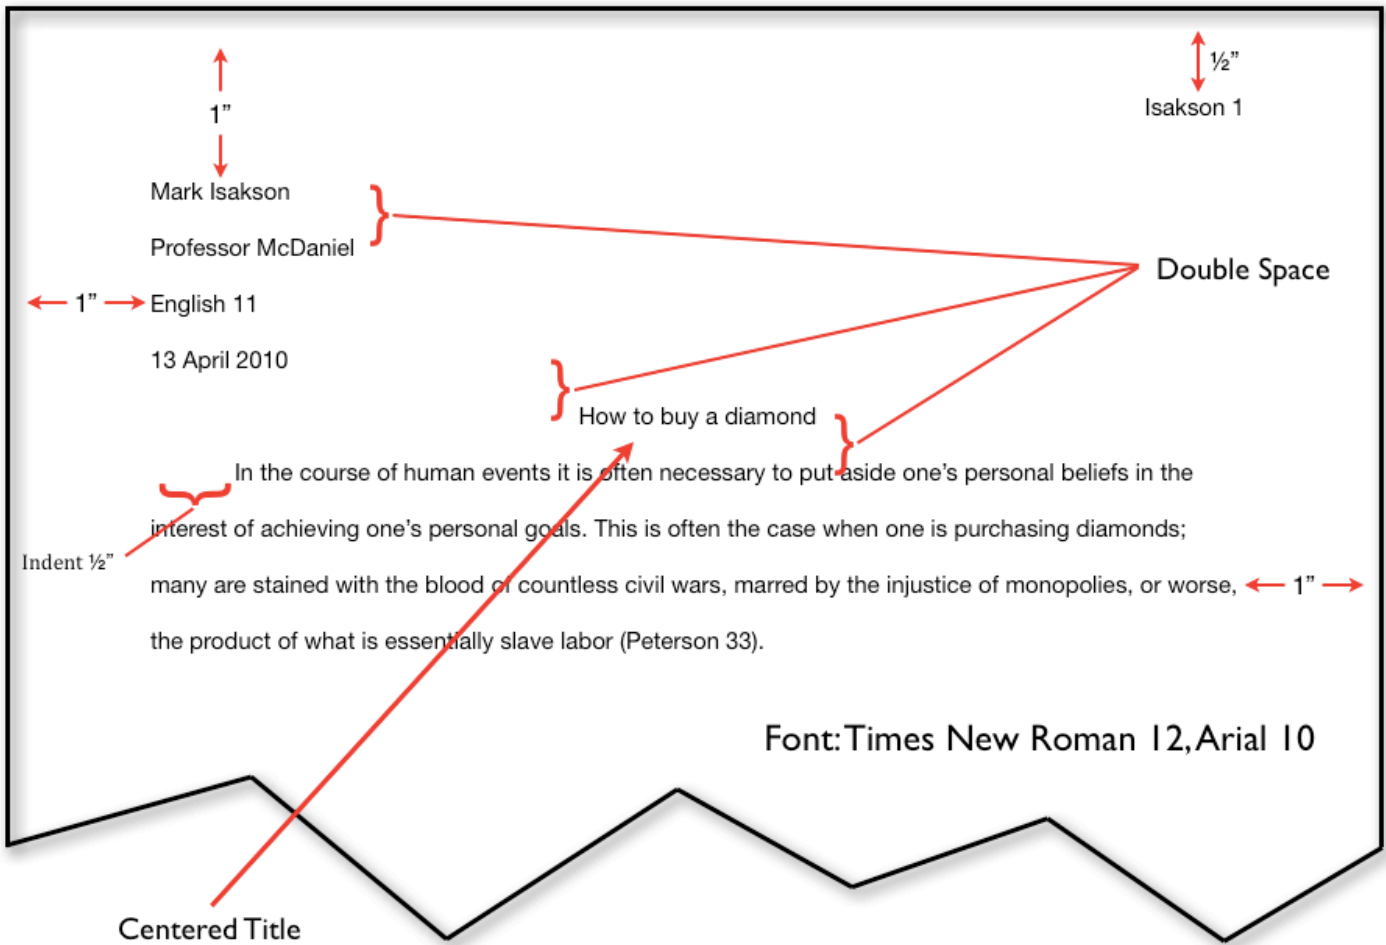 ½”
Isakson 1
1”
Mark Isakson
Professor McDaniel
Double Space
1” English 11
13 April 2010
How to buy a diamond
In the course of human events it is often necessary to put aside one’s personal beliefs in the
interest of achieving one’s personal goals. This is often the case when one is purchasing diamonds;
Indent ½”
many are stained with the blood of countless civil wars, marred by the injustice of monopolies, or worse, 1”
the product of what is essentially slave labor (Peterson 33).
Font: Times New Roman 12, Arial 10
Centered Title